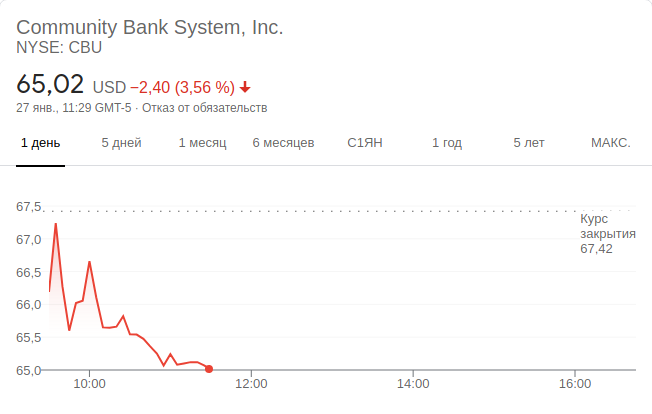 Community Bank System, Inc.
NYSE: CBU
65,02 USD −2,40 (3,56 %)
27 янв., 11:29 GMT-5 · Отказ от обязательств
1 день 5 дней 1 месяц 6 месяцев С1ЯН 1 год 5 лет МАКС.
67,5
67,0
66,5
66,0
65,5
65,0
Курс
закрытия
67,42
10:00 12:00 14:00 16:00